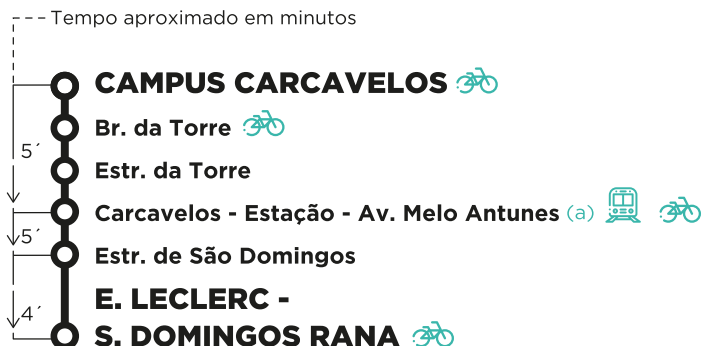 Tempo aproximado em minutos
CAMPUS CARCAVELOS
Br. da Torre
5´
Estr. da Torre
Carcavelos - Estação - Av. Melo Antunes (a)
5´
Estr. de São Domingos
E. LECLERC -
4´
S. DOMINGOS RANA